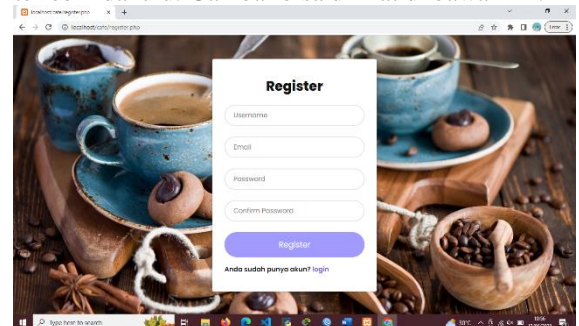 localhost/cafe/register.php
localhost/cafe/register.php
Register
Username
Email
Password
Confirm Password
Register
Anda sudah punya akun? login
Type here to search
30°C